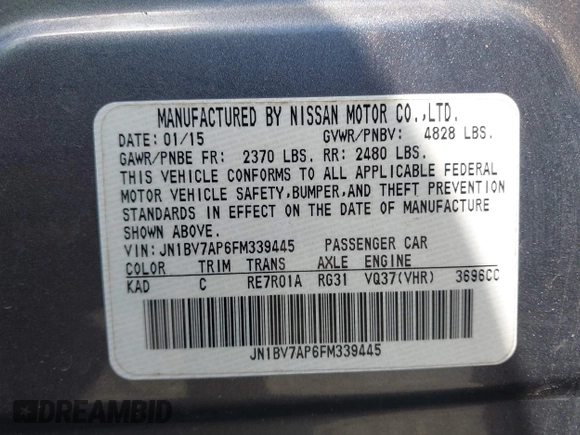 MANUFACTURED BY NISSAN MOTOR CO.,LTD.
DATE: 01/15 GVWR/PNBV: 4828 LBS.
GAWR/PNBE FR: 2370 LBS. RR: 2480 LBS.
THIS VEHICLE CONFORMS TO ALL APPLICABLE FEDERAL
MOTOR VEHICLE SAFETY,BUMPER,AND THEFT PREVENTION
STANDARDS IN EFFECT ON THE DATE OF MANUFACTURE
SHOWN ABOVE.
VIN: JN1BV7AP6FM339445 PASSENGER CAR
COLOR TRIM TRANS AXLE ENGINE
KAD C RE7R01A RG31 VQ37(VHR) 3696CC
JN1BV7AP6FM339445
DREAMBID